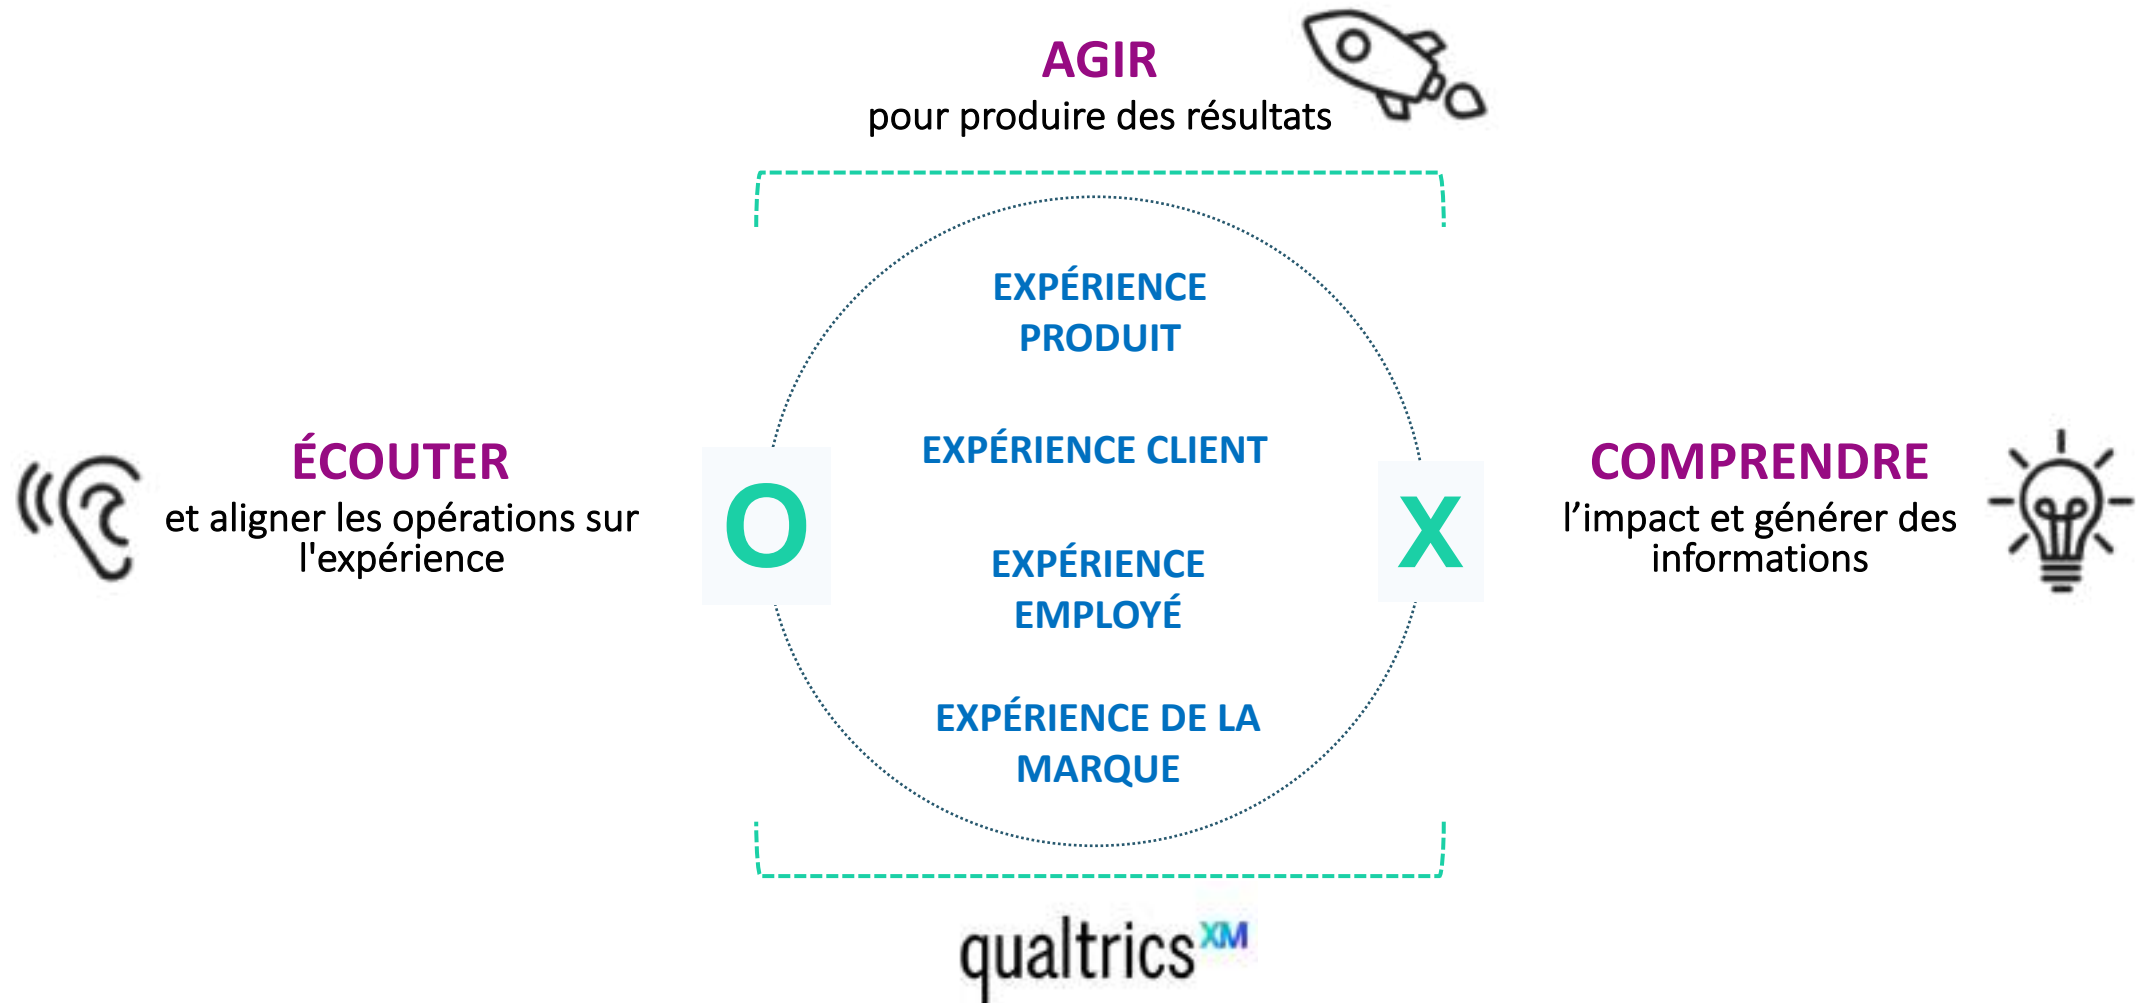 AGIR
pour produire des résultats
EXPÉRIENCE
PRODUIT
EXPÉRIENCE CLIENT
EXPÉRIENCE
EMPLOYÉ
EXPÉRIENCE DE LA
MARQUE
ÉCOUTER
et aligner les opérations sur
l'expérience
O
X
COMPRENDRE
l’impact et générer des
informations
qualtrics XM